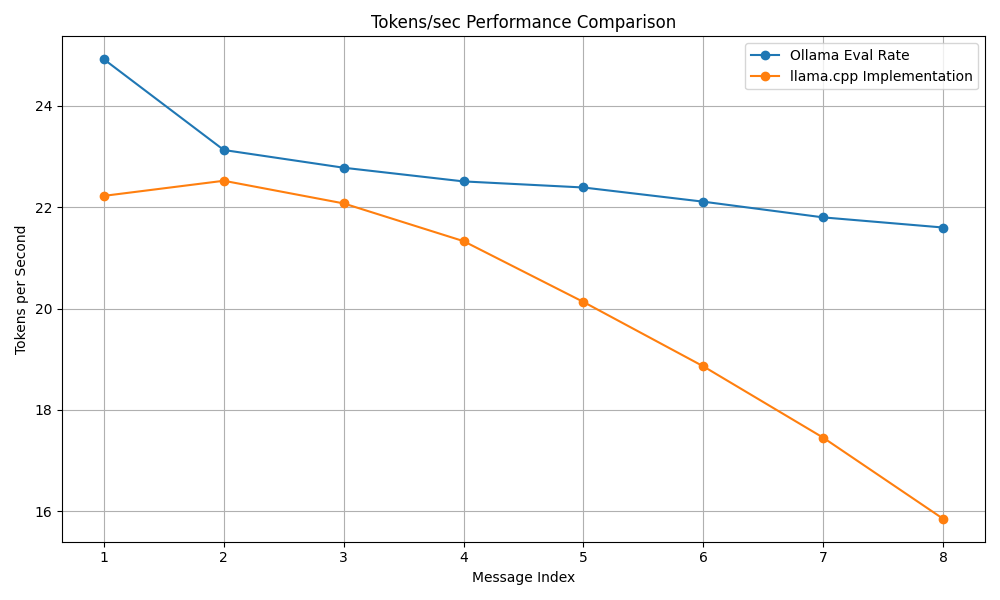 Tokens/sec Performance Comparison
Ollama Eval Rate
llama.cpp Implementation
Tokens per Second
24
22
20
18
16
1 2 3 4 5 6 7 8
Message Index